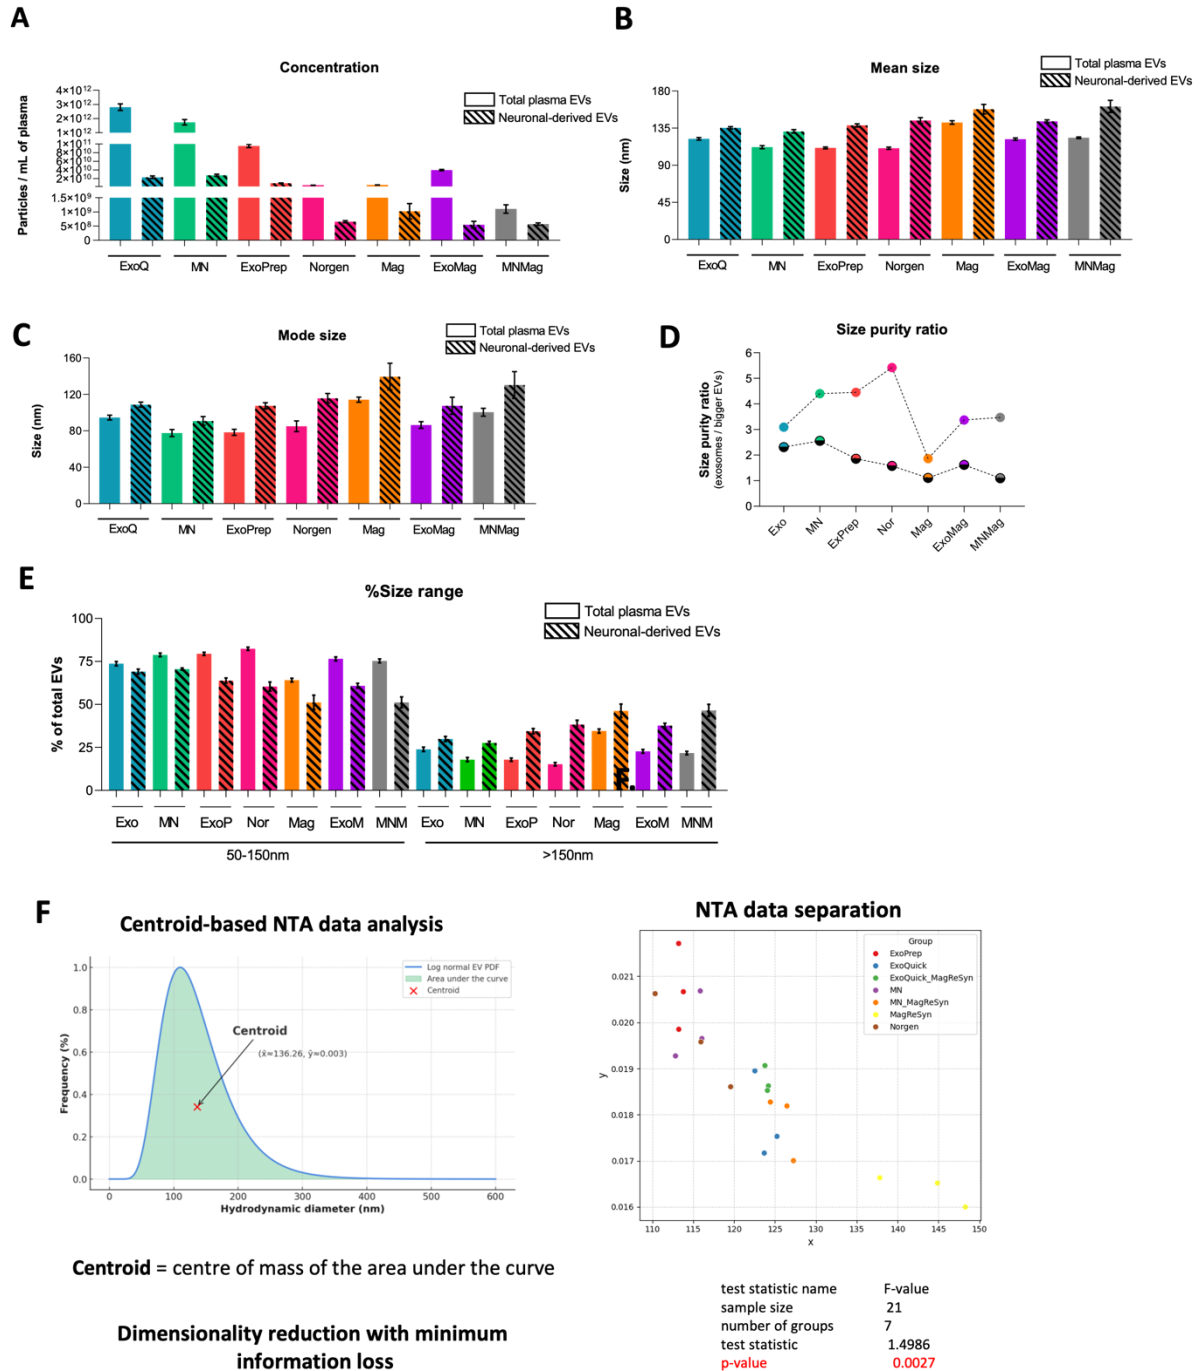 A
Concentration
Total plasma EVs
Neuronal-derived EVs
Particles / mL of plasma
4×10¹²
3×10¹²
2×10¹²
1×10¹²
1×10¹¹
8×10¹⁰
6×10¹⁰
4×10¹⁰
2×10¹⁰
1.5×10⁹
1×10⁹
5×10⁸
0
ExoQ MN ExoPrep Norgen Mag ExoMag MNMag
B
Mean size
Total plasma EVs
Neuronal-derived EVs
Size (nm)
180
135
90
45
0
ExoQ MN ExoPrep Norgen Mag ExoMag MNMag
C
Mode size
Total plasma EVs
Neuronal-derived EVs
Size (nm)
160
120
80
40
0
ExoQ MN ExoPrep Norgen Mag ExoMag MNMag
D
Size purity ratio
Size purity ratio
(exosomes / bigger EVs)
6
5
4
3
2
1
0
Exo MN ExPrep Nor Mag ExoMag MNMag
E
%Size range
Total plasma EVs
Neuronal-derived EVs
% of total EVs
100
75
50
25
0
Exo MN ExoP Nor Mag ExoM MNM Exo MN ExoP Nor Mag ExoM MNM
50-150nm >150nm
F
Centroid-based NTA data analysis
Log normal EV PDF
Area under the curve
Centroid
Centroid
(x̄=136.26, ȳ=0.003)
Frequency (%)
1.0
0.8
0.6
0.4
0.2
0.0
0 100 200 300 400 500 600
Hydrodynamic diameter (nm)
Centroid = centre of mass of the area under the curve
Dimensionality reduction with minimum
information loss
NTA data separation
Group
ExoPrep
ExoQuick
ExoQuick_MagReSyn
MN
MN_MagReSyn
MagReSyn
Norgen
y
0.021
0.020
0.019
0.018
0.017
0.016
110 115 120 125 130 135 140 145 150
x
test statistic name F-value
sample size 21
number of groups 7
test statistic 1.4986
p-value 0.0027